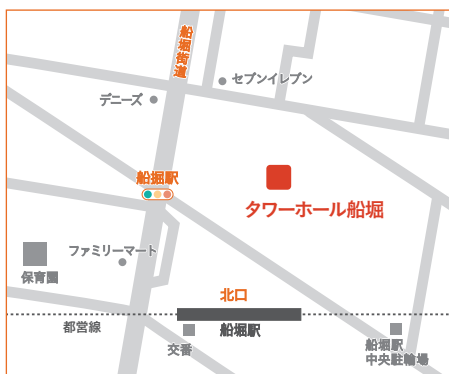 船堀街道
セブンイレブン
デニーズ
船堀駅
タワーホール船堀
ファミリーマート
保育園
北口
都営線
船堀駅
交番
船堀駅
中央駐輪場